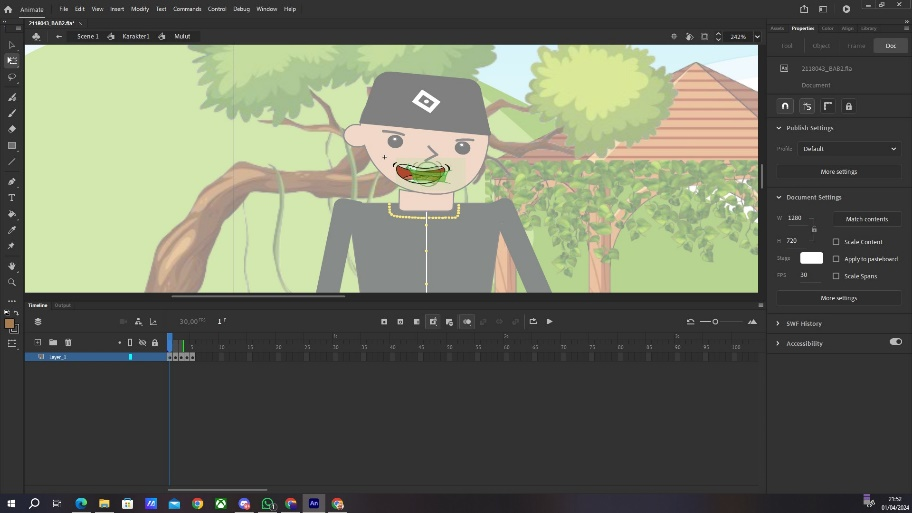 Animate File Edit View Insert Modify Text Commands Control Debug Window Help
2118043_BAB2.fla*
Scene 1 Karakter1 Mulut 242%
Assets Properties Color Align Library
Tool Object Frame Doc
2118043_BAB2.fla
Document
Publish Settings
Profile Default
More settings
Document Settings
W 1280 Match contents
H 720 Scale Content
Stage Apply to pasteboard
FPS 30 Scale Spans
More settings
SWF History
Accessibility
Timeline Output
30,00 FPS 1 F
1s 2s 3s
5 10 15 20 25 30 35 40 45 50 55 60 65 70 75 80 85 90 95 100
Layer_1
21:52
01/04/2024